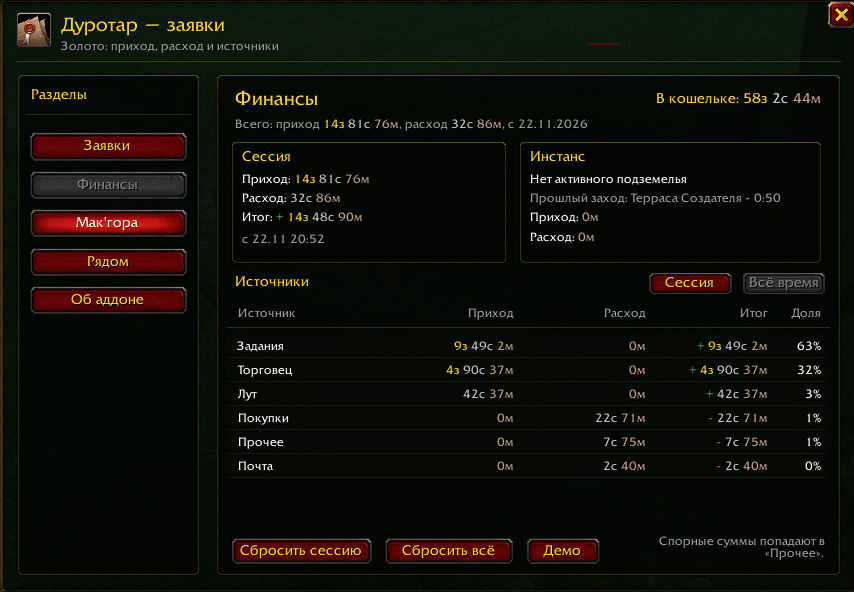 Дуротар — заявки
Золото: приход, расход и источники
Разделы
Заявки
Финансы
Мак'гора
Рядом
Об аддоне
Финансы
В кошельке: 58з 2с 44м
Всего: приход 14з 81с 76м, расход 32с 86м, с 22.11.2026
Сессия
Приход: 14з 81с 76м
Расход: 32с 86м
Итог: + 14з 48с 90м
с 22.11 20:52
Инстанс
Нет активного подземелья
Прошлый заход: Терраса Создателя - 0:50
Приход: 0м
Расход: 0м
Источники
Сессия
Всё время
Источник Приход Расход Итог Доля
Задания 9з 49с 2м 0м + 9з 49с 2м 63%
Торговец 4з 90с 37м 0м + 4з 90с 37м 32%
Лут 42с 37м 0м + 42с 37м 3%
Покупки 0м 22с 71м - 22с 71м 1%
Прочее 0м 7с 75м - 7с 75м 1%
Почта 0м 2с 40м - 2с 40м 0%
Сбросить сессию
Сбросить всё
Демо
Спорные суммы попадают в
«Прочее».